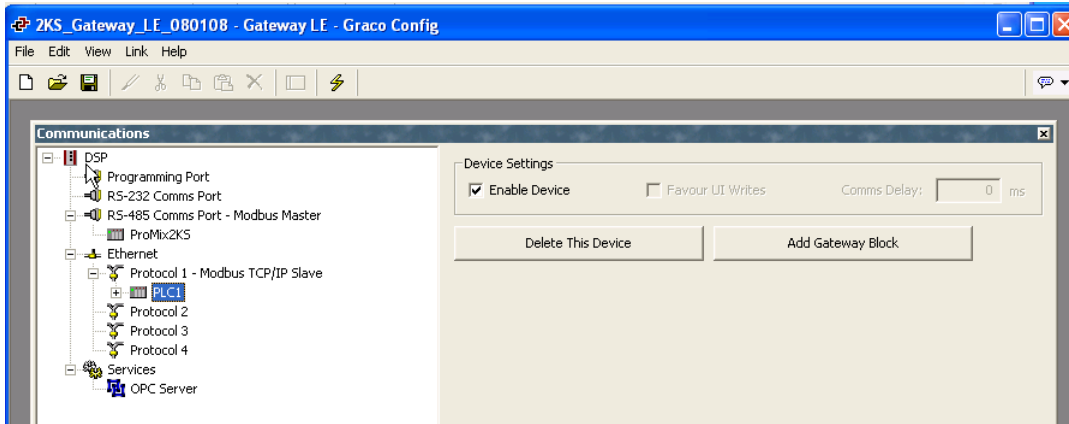 2KS_Gateway_LE_080108 - Gateway LE - Graco Config
File Edit View Link Help
Communications
DSP
Programming Port
RS-232 Comms Port
RS-485 Comms Port - Modbus Master
ProMix2KS
Ethernet
Protocol 1 - Modbus TCP/IP Slave
PLC1
Protocol 2
Protocol 3
Protocol 4
Services
OPC Server
Device Settings
Enable Device Favour UI Writes Comms Delay: 0 ms
Delete This Device Add Gateway Block